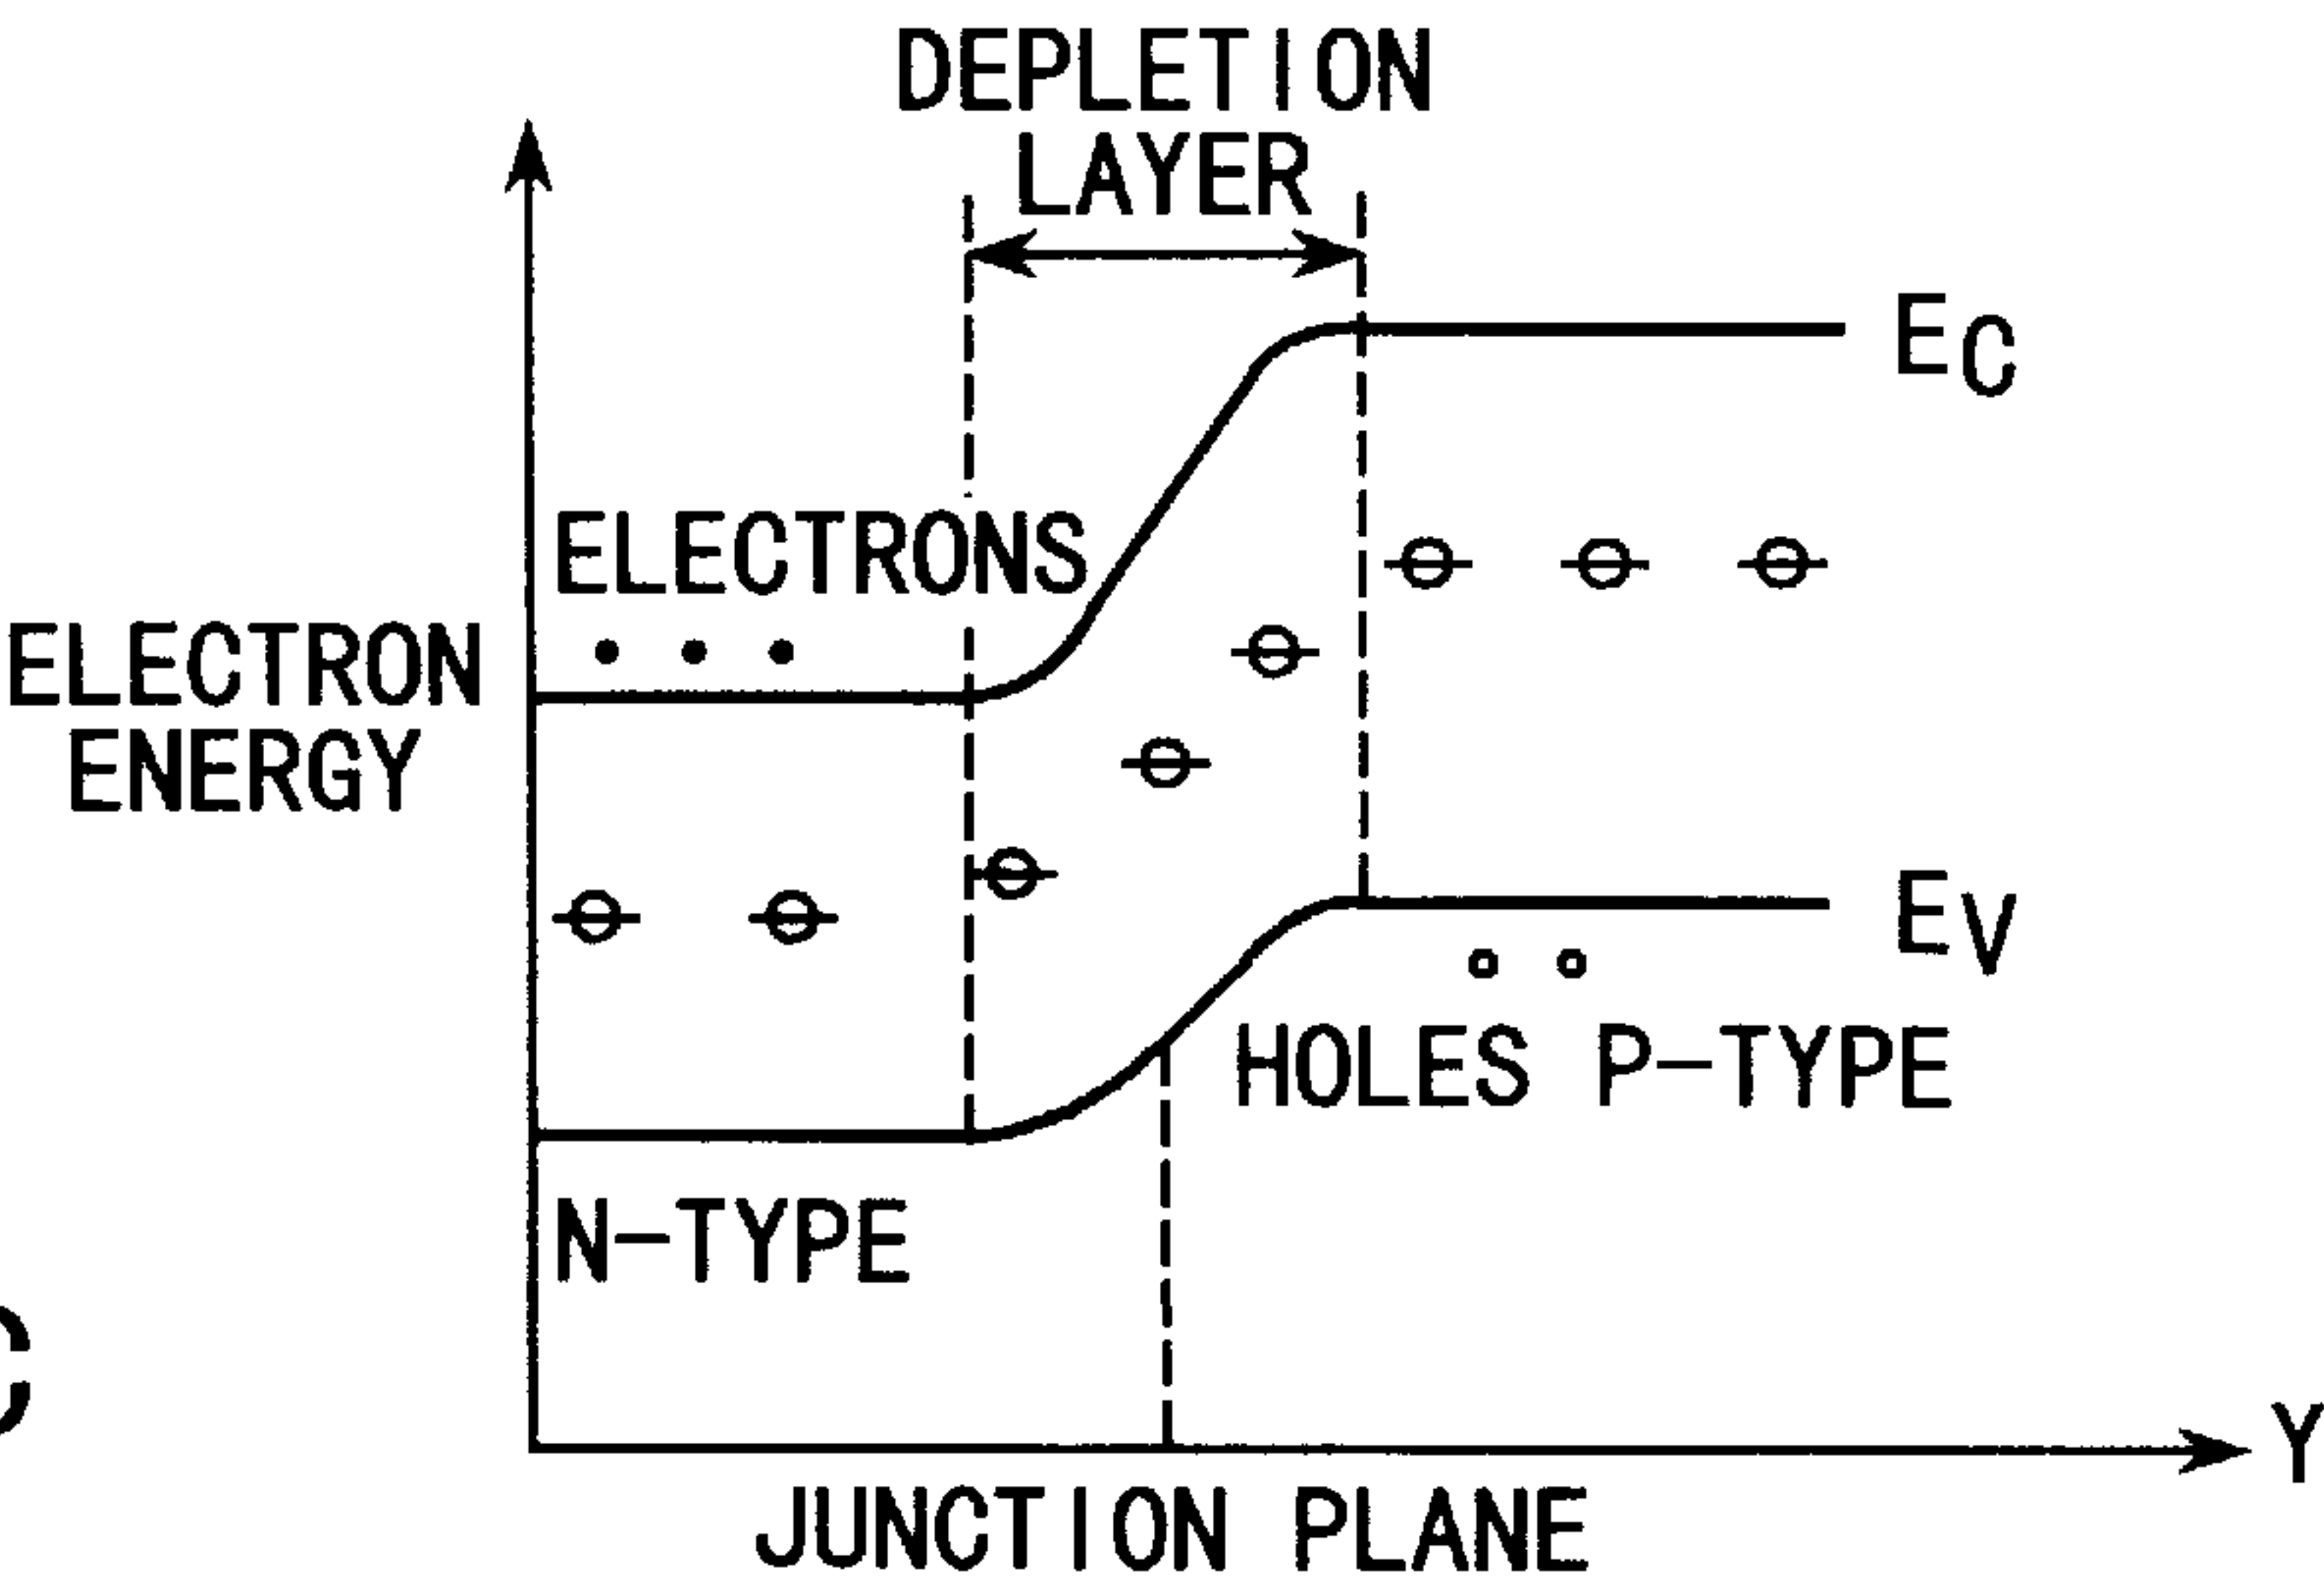 DEPLETION
LAYER
EC
ELECTRONS
ELECTRON
ENERGY
EV
HOLES P-TYPE
N-TYPE
C
Y
JUNCTION PLANE